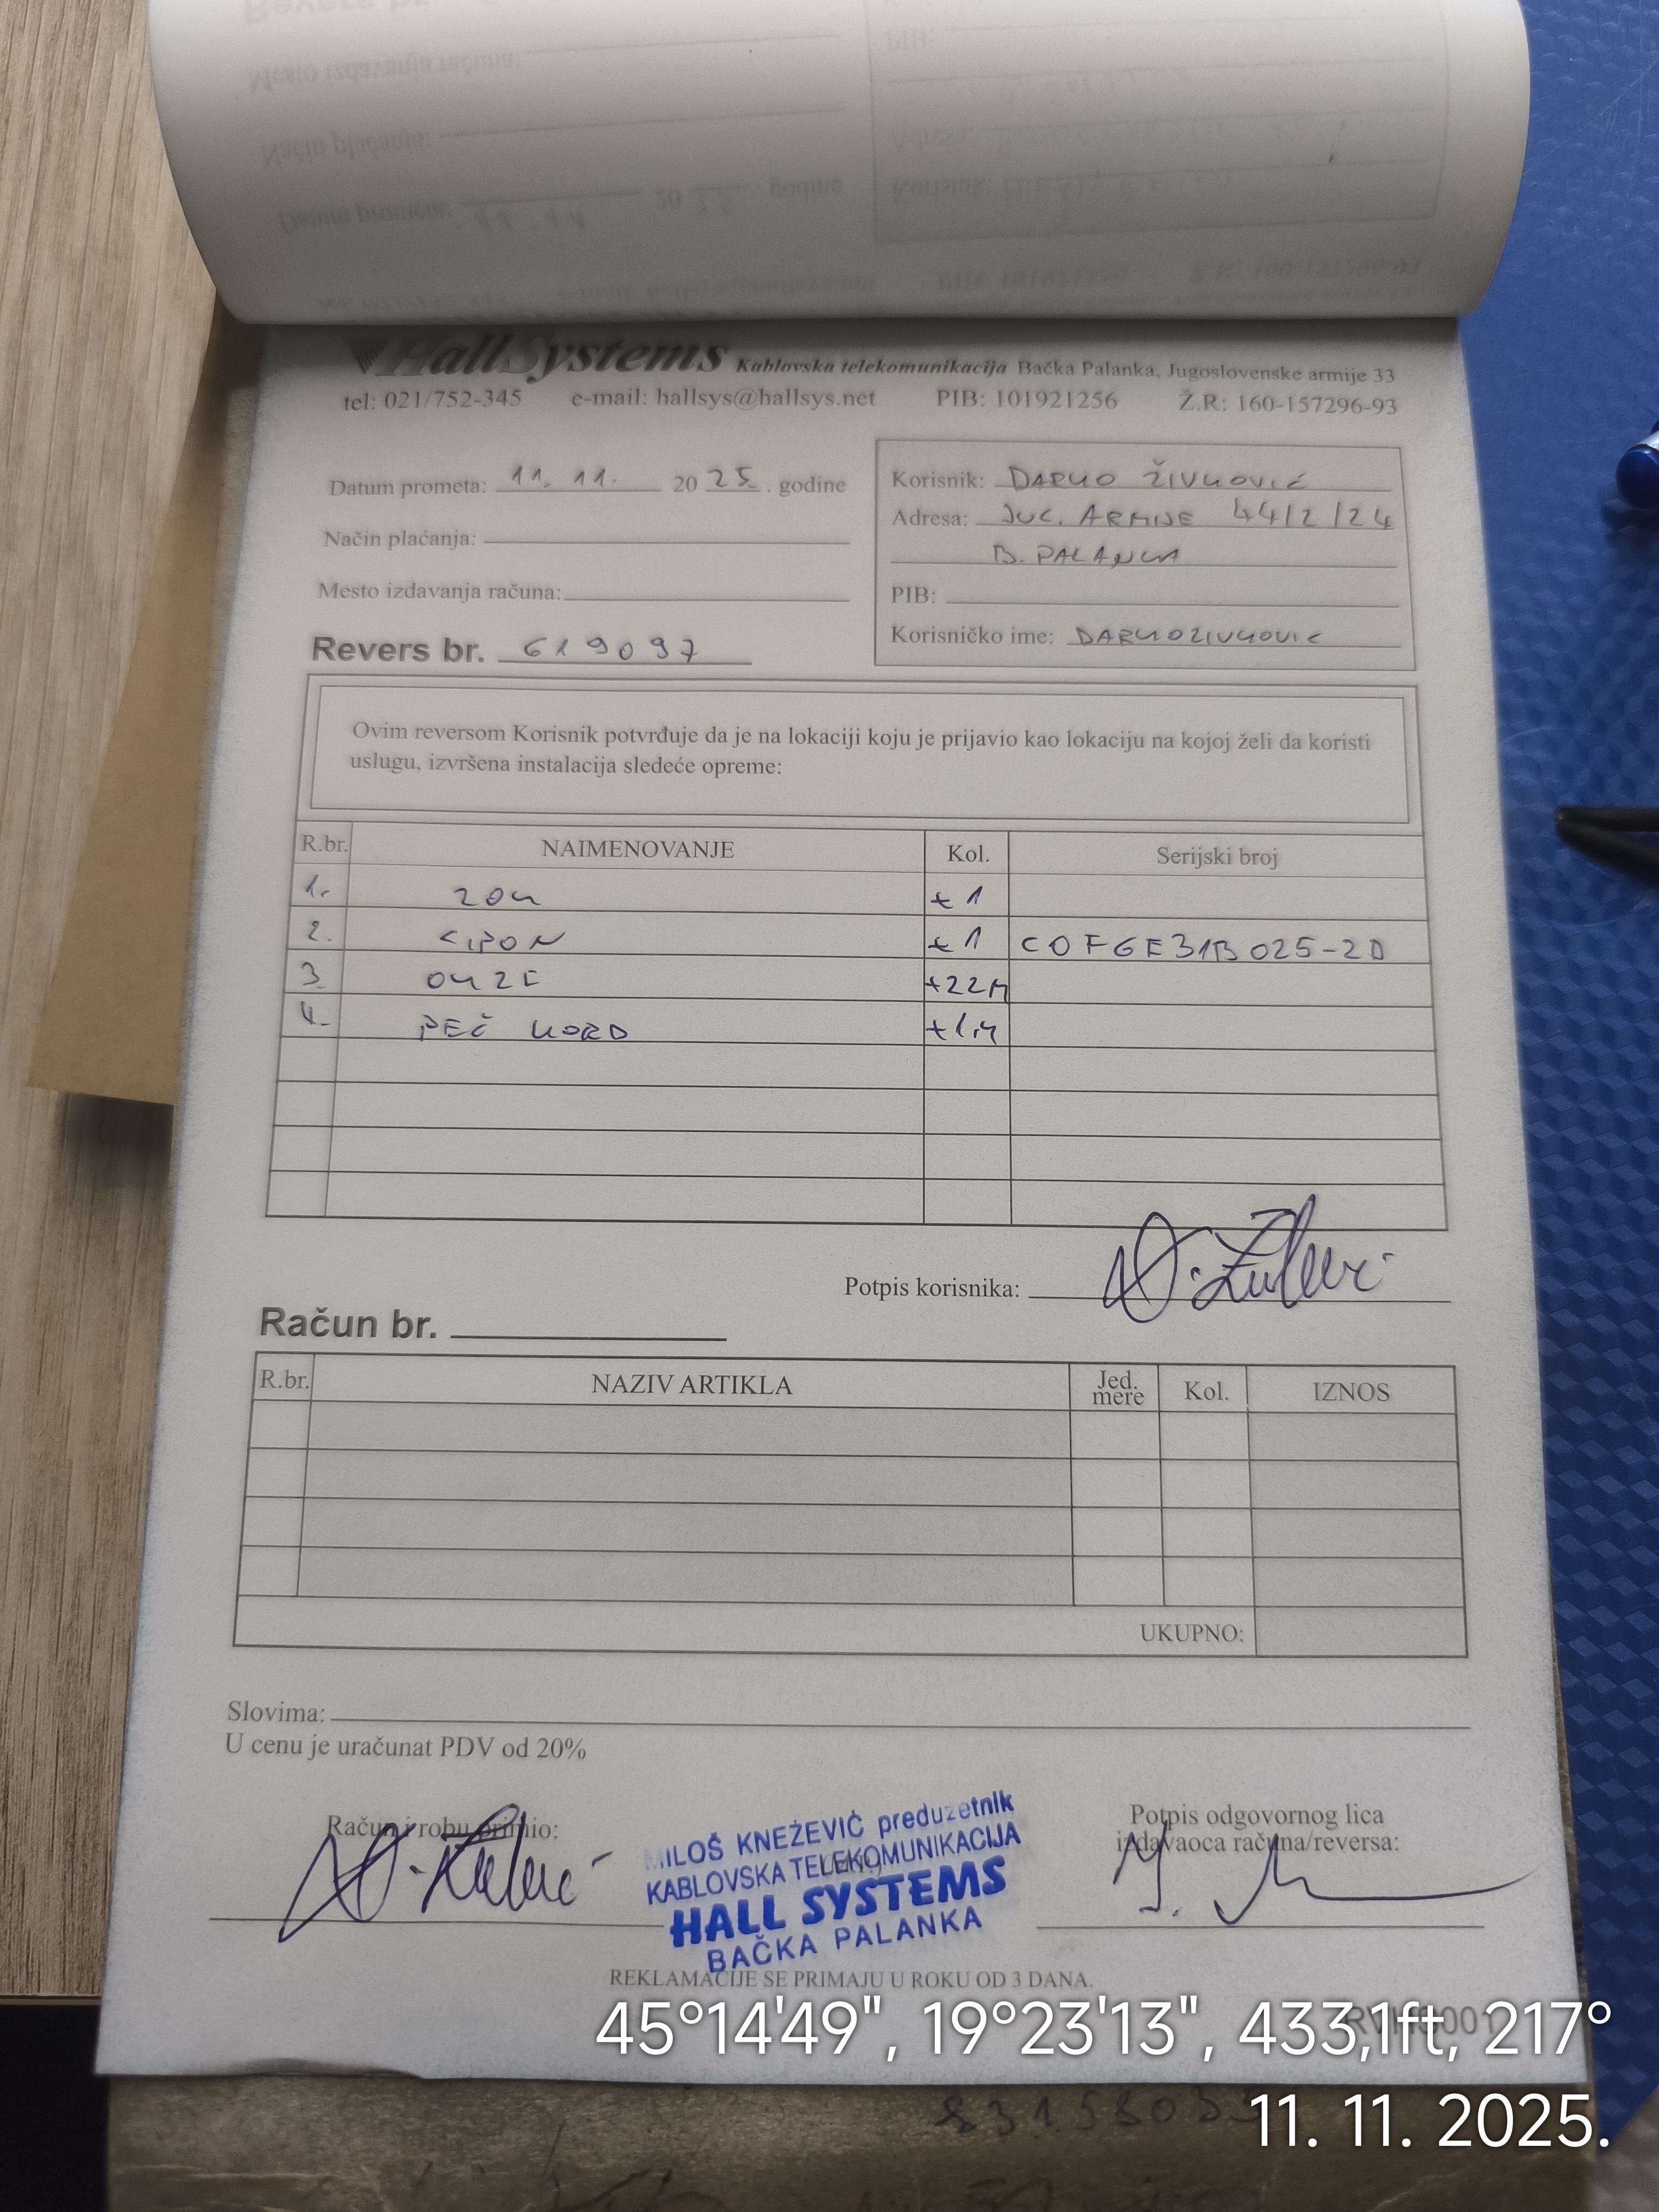 HallSystems Kablovska telekomunikacija Bačka Palanka, Jugoslovenske armije 33
tel: 021/752-345 e-mail: hallsys@hallsys.net PIB: 101921256 Ž.R: 160-157296-93
Datum prometa: 11. 11. 2025. godine
Način plaćanja:
Mesto izdavanja računa:
Revers br. 619097
Korisnik: DARKO ŽIVKOVIĆ
Adresa: JUG. ARMIJE 44/2/24
B. PALANKA
PIB:
Korisničko ime: DARKOZIVKOVIC
Ovim reversom Korisnik potvrđuje da je na lokaciji koju je prijavio kao lokaciju na kojoj želi da koristi
uslugu, izvršena instalacija sledeće opreme:
R.br. NAIMENOVANJE Kol. Serijski broj
1. ZOK +1
2. +1 C0F6E31B025-2D
3. +22M
4. PEČ KORD +1
Potpis korisnika:
Račun br.
R.br. NAZIV ARTIKLA Jed. mere Kol. IZNOS
UKUPNO:
Slovima:
U cenu je uračunat PDV od 20%
Račun i robu primio:
MILOŠ KNEŽEVIĆ preduzetnik
KABLOVSKA TELEKOMUNIKACIJA
HALL SYSTEMS
BAČKA PALANKA
Potpis odgovornog lica
izdavaoca računa/reversa:
REKLAMACIJE SE PRIMAJU U ROKU OD 3 DANA.
45°14'49", 19°23'13", 433,1ft, 217°
11. 11. 2025.